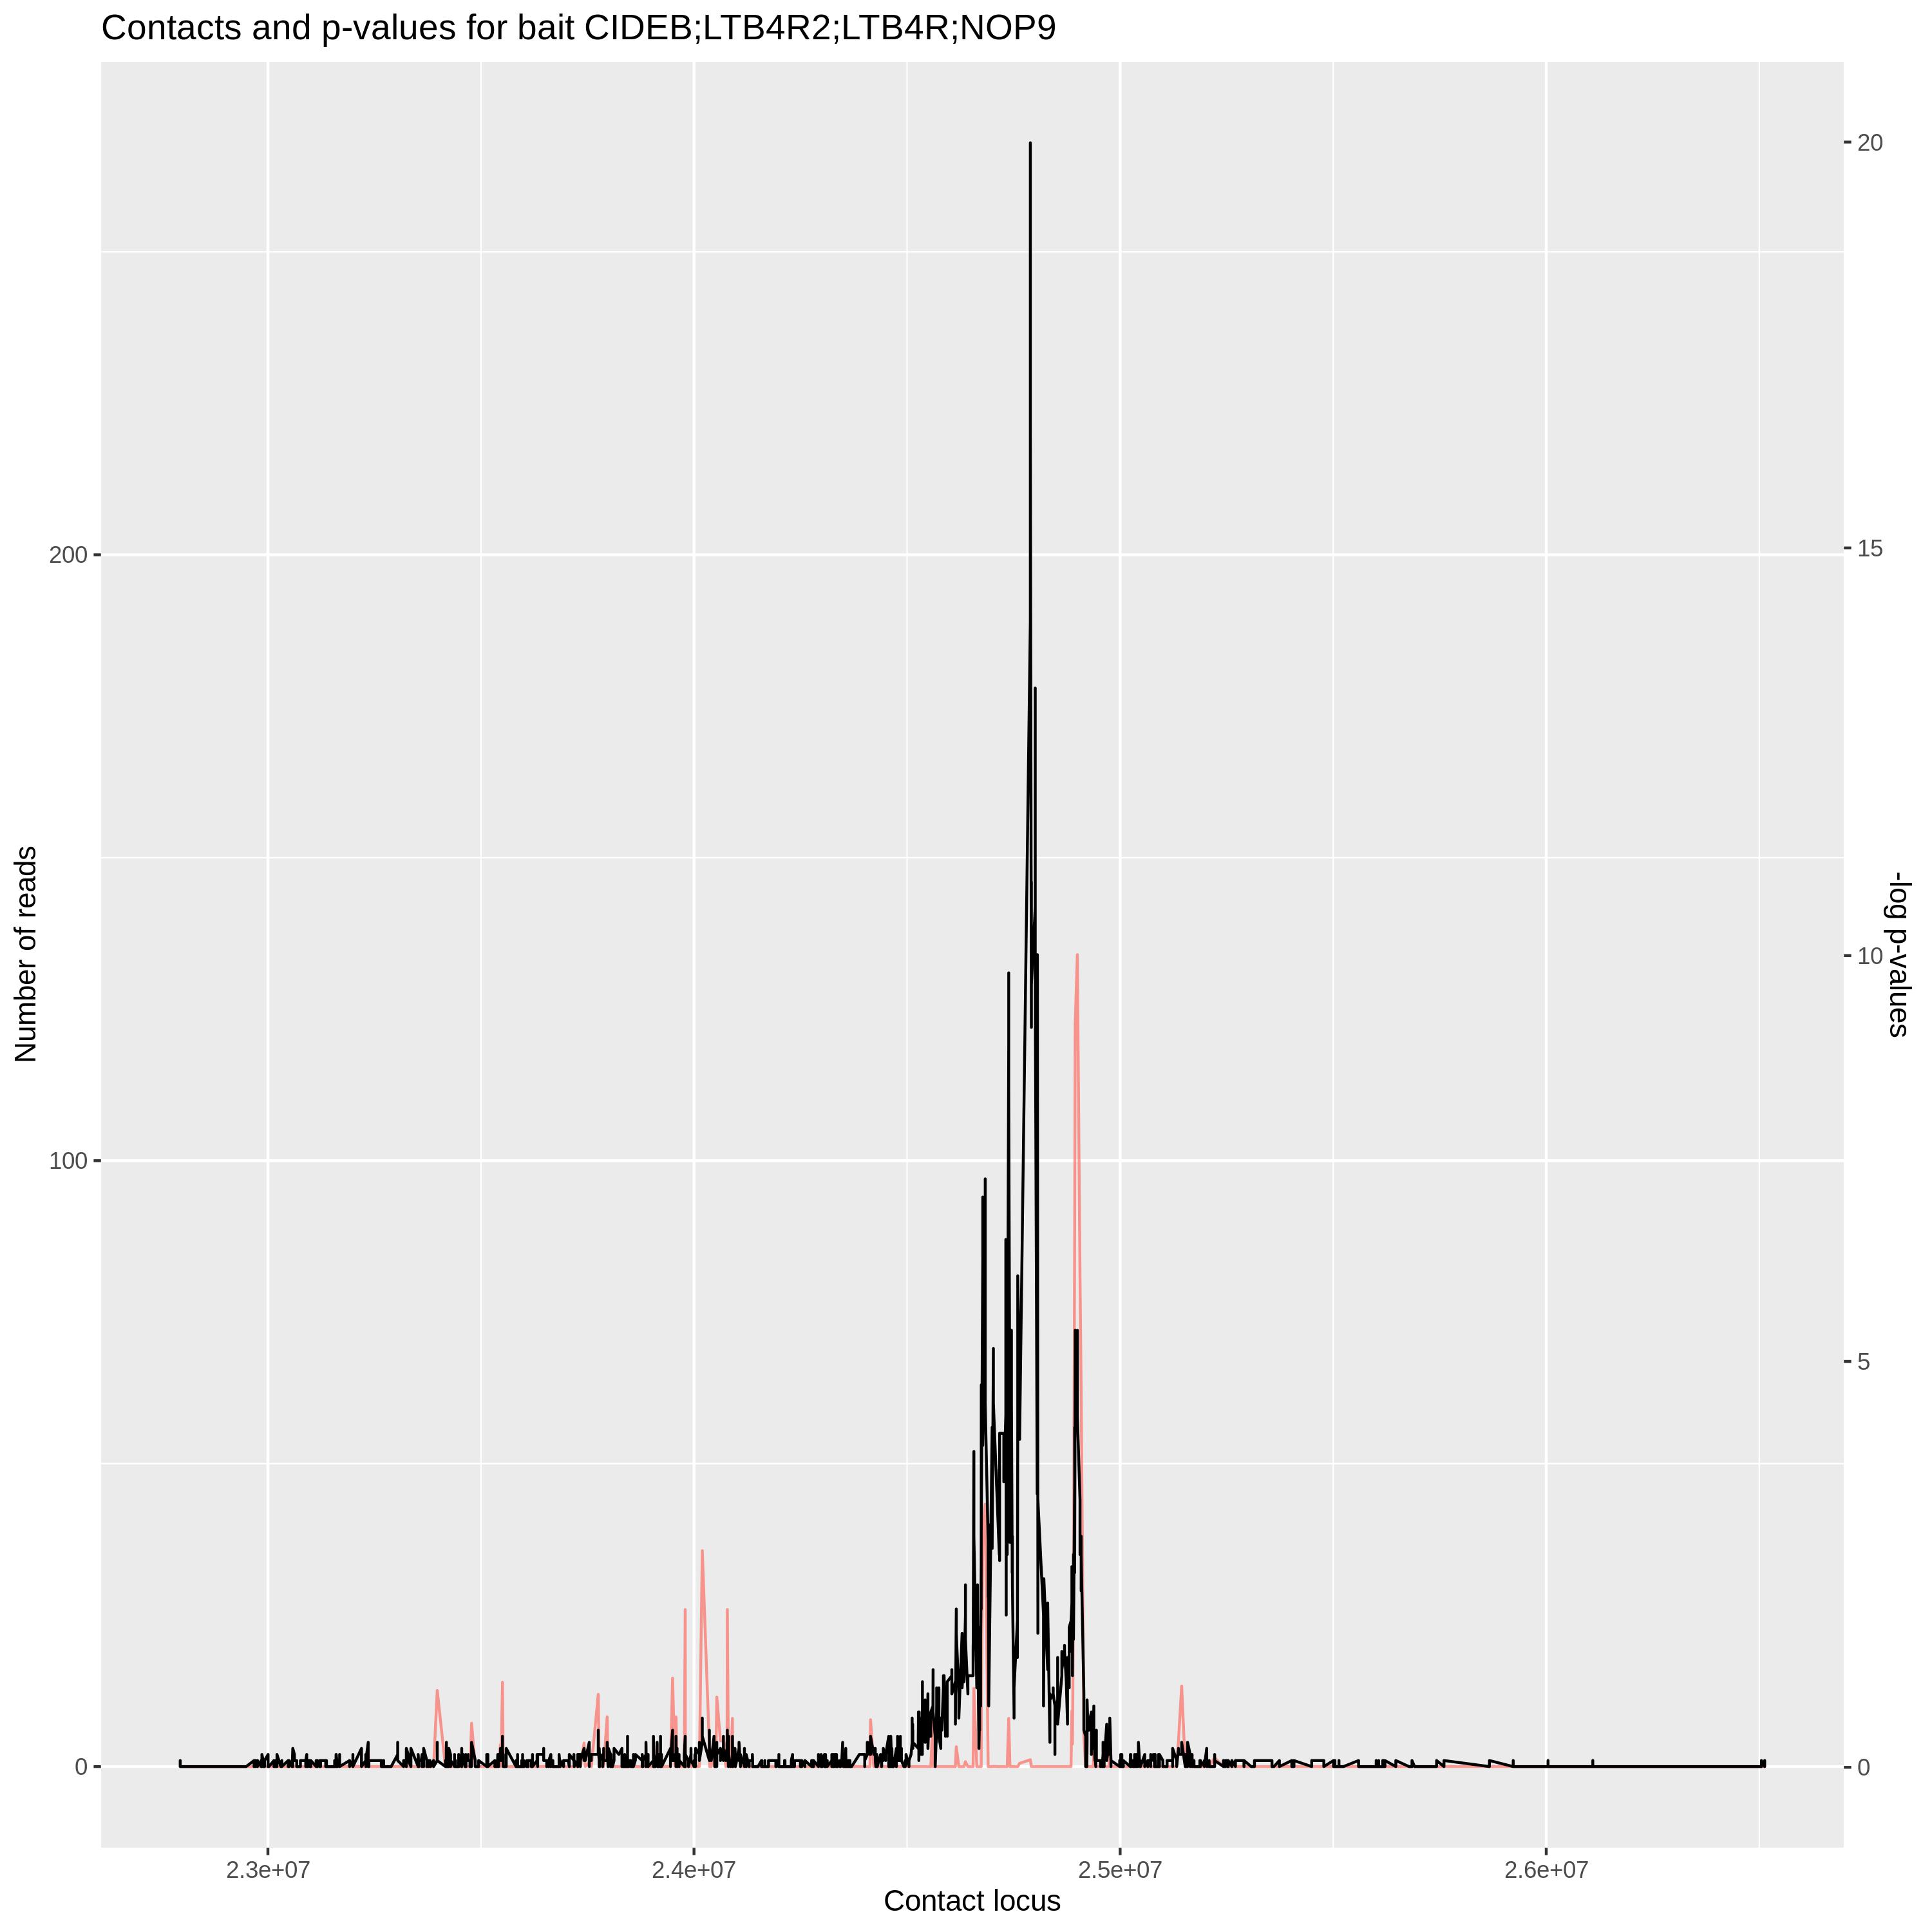 Contacts and p-values for bait CIDEB;LTB4R2;LTB4R;NOP9
20
200
15
Number of reads
-log p-values
10
100
5
0
0
2.3e+07
2.4e+07
2.5e+07
2.6e+07
Contact locus